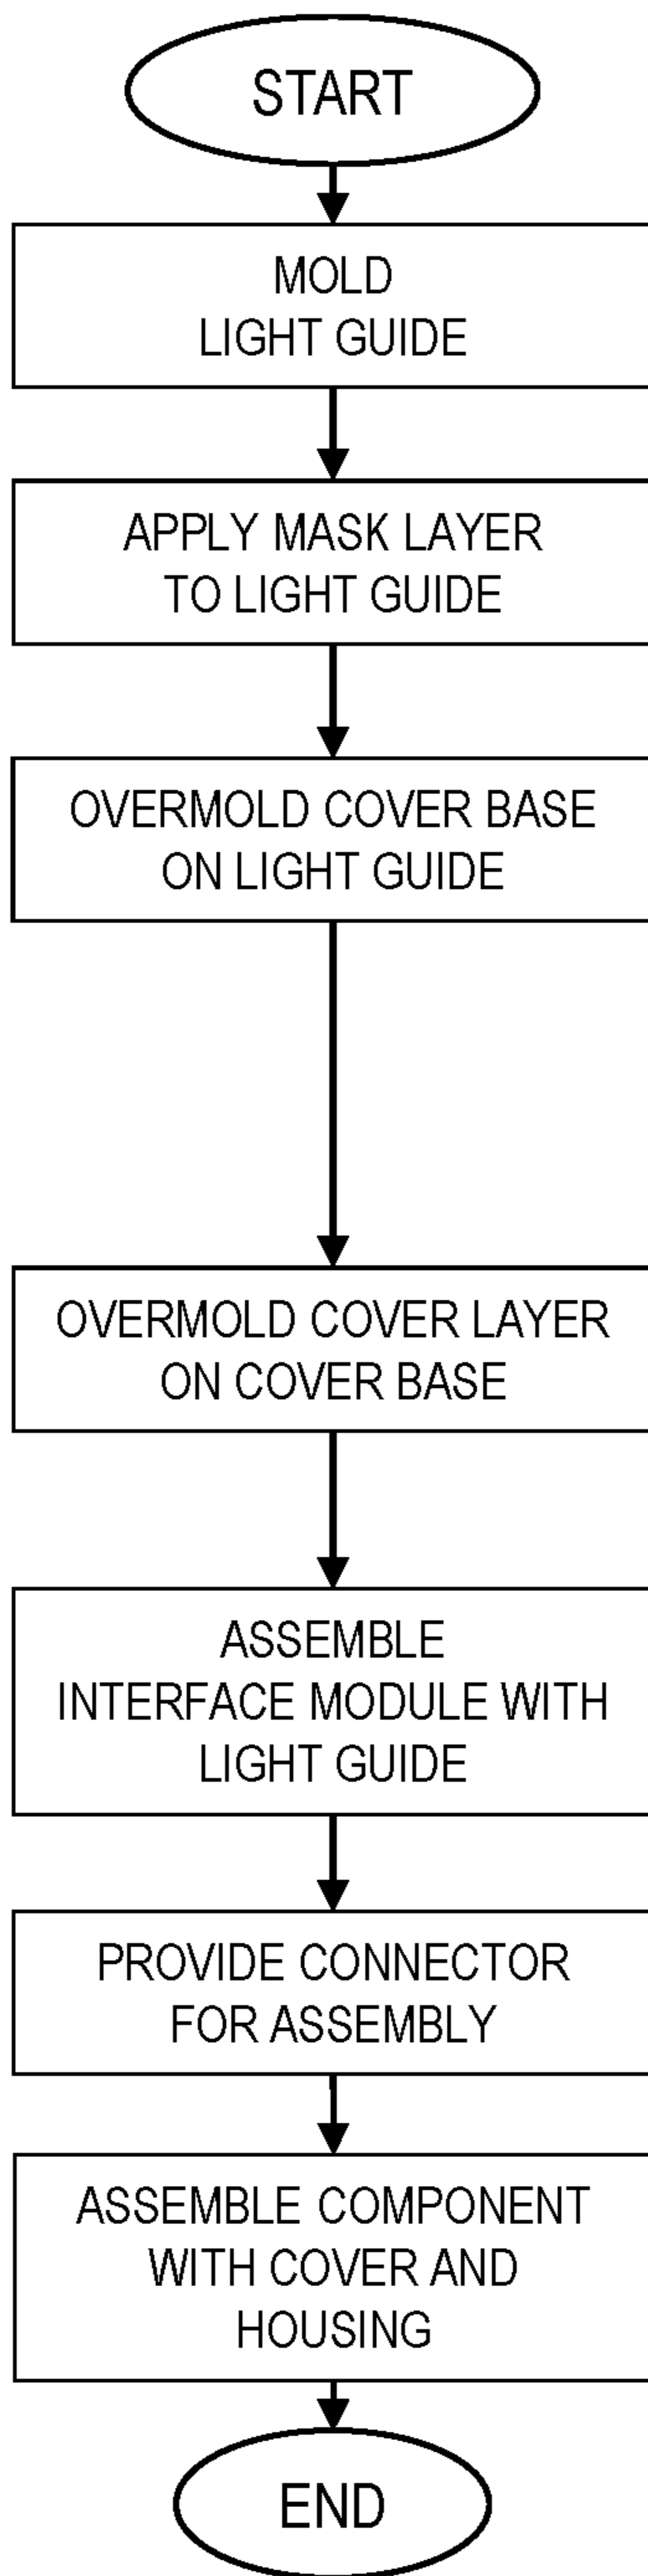 START
MOLD
LIGHT GUIDE
APPLY MASK LAYER
TO LIGHT GUIDE
OVERMOLD COVER BASE
ON LIGHT GUIDE
OVERMOLD COVER LAYER
ON COVER BASE
ASSEMBLE
INTERFACE MODULE WITH
LIGHT GUIDE
PROVIDE CONNECTOR
FOR ASSEMBLY
ASSEMBLE COMPONENT
WITH COVER AND
HOUSING
END